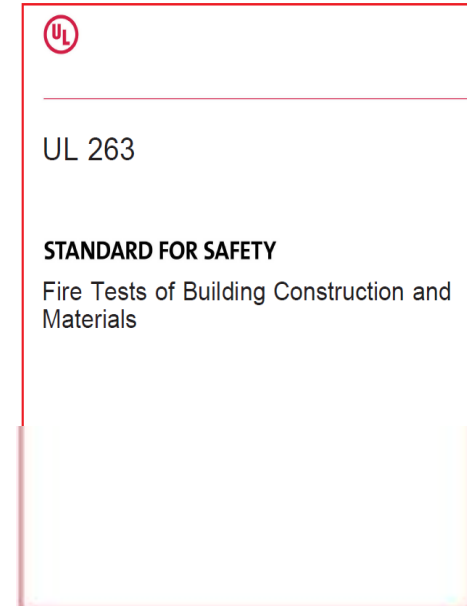 UL
UL 263
STANDARD FOR SAFETY
Fire Tests of Building Construction and
Materials